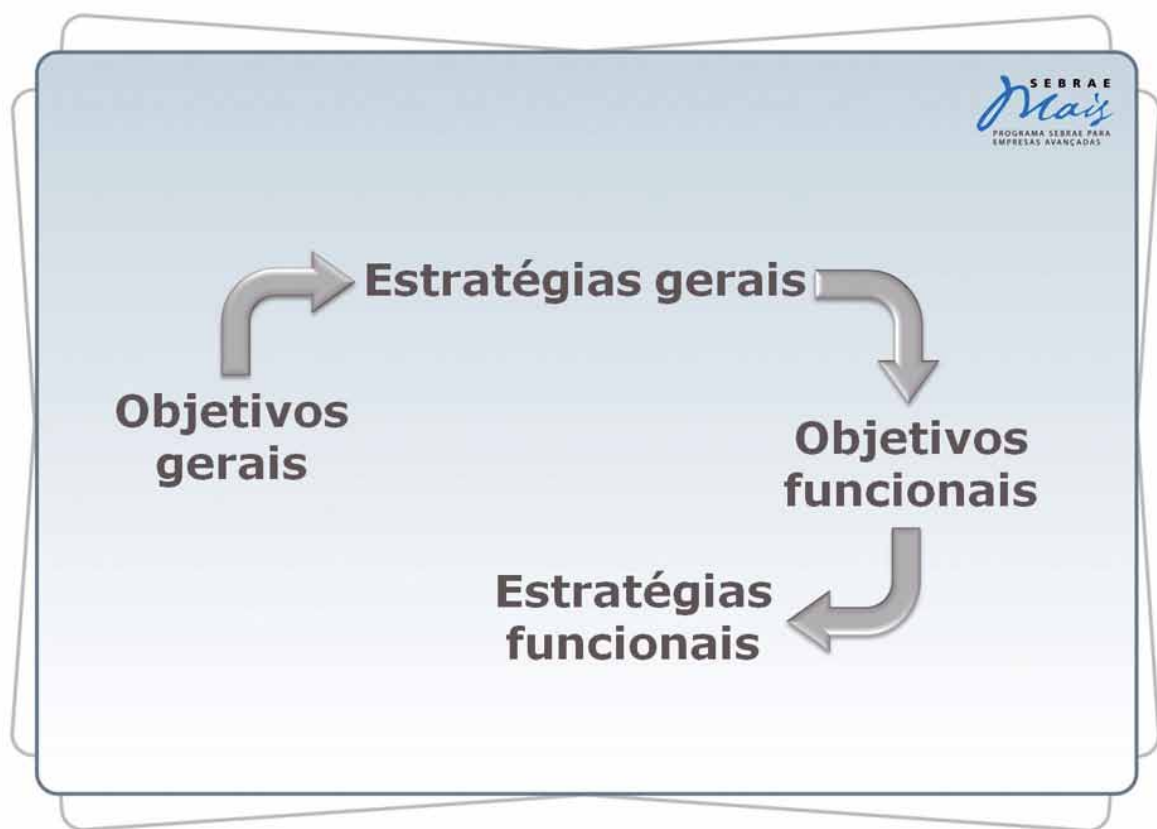 SEBRAE
Mais
PROGRAMA SEBRAE PARA
EMPRESAS AVANÇADAS
Estratégias gerais
Objetivos
gerais
Objetivos
funcionais
Estratégias
funcionais